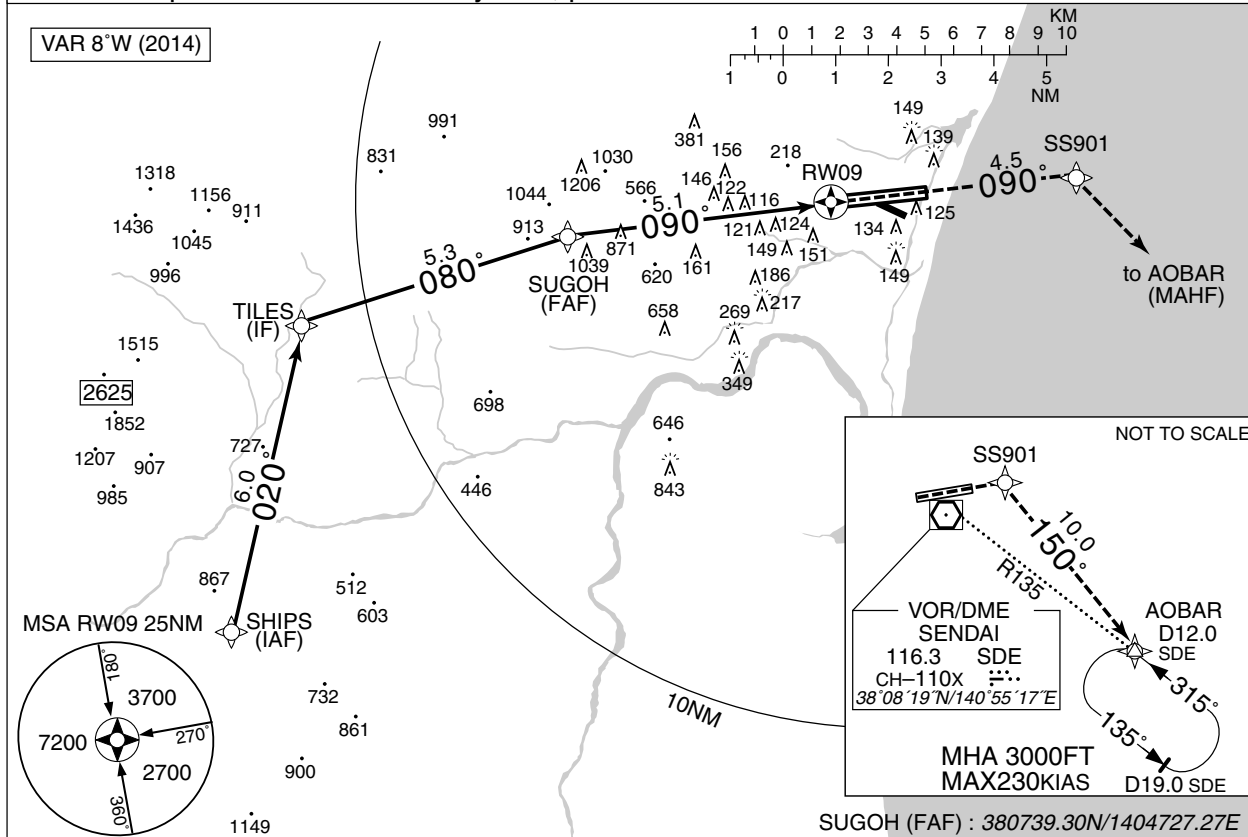 VAR 8°W (2014)
KM
1 0 1 2 3 4 5 6 7 8 9 10
1 0 1 2 3 4 5
NM
991
831
381
149
139
SS901
1318
1436
1156
911
1045
996
1206
1030
1044
566
913
156
146
122
116
218
RW09
4.5
090°
5.1
090°
871
1039
121
124
149
151
134
125
149
161
620
186
217
658
269
349
5.3
080°
SUGOH
(FAF)
to AOBAR
(MAHF)
TILES
(IF)
1515
2625
1852
1207
907
985
727
6.0
020°
698
446
646
843
867
512
603
SHIPS
(IAF)
732
861
900
1149
10NM
MSA RW09 25NM
180°
3700
7200
270°
2700
360°
NOT TO SCALE
SS901
10.0
150°
R135
VOR/DME
SENDAI
116.3 SDE
CH–110X
38°08´19˝N/140°55´17˝E
AOBAR
D12.0
SDE
315°
135°
D19.0 SDE
MHA 3000FT
MAX230KIAS
SUGOH (FAF) : 380739.30N/1404727.27E